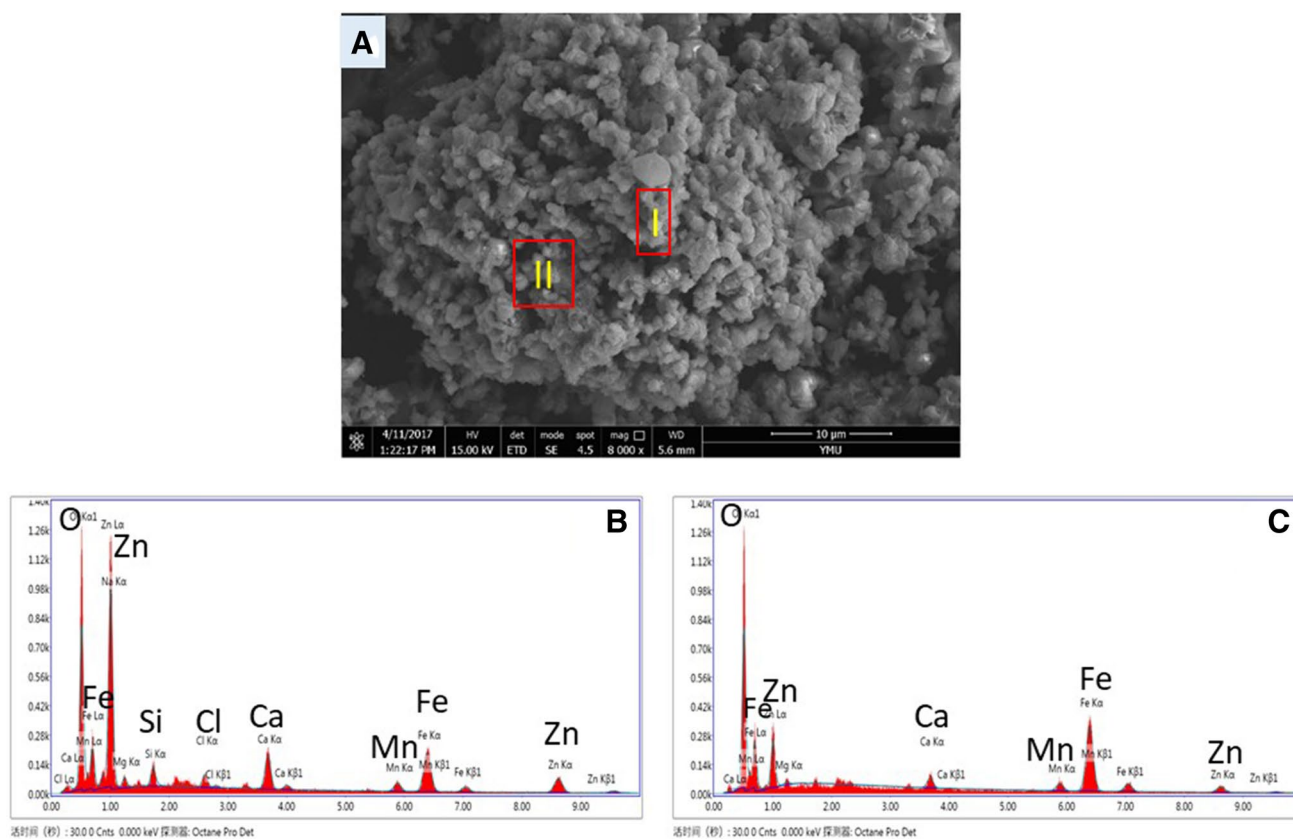 A
I
II
4/11/2017 HV det mode spot mag WD 10 µm
1:22:17 PM 15.00 kV ETD SE 4.5 8 000 x 5.6 mm YMU
B
1.40k
1.26k
1.12k
0.98k
0.84k
0.70k
0.56k
0.42k
0.28k
0.14k
0.00k
O Kα1
Zn Lα
Zn
Na Kα
Fe
Fe Lα
Mn Lα
Ca Lα
Cl Lα
Mg Kα
Si
Si Kα
Cl
Cl Kα
Cl Kβ1
Ca
Ca Kα
Ca Kβ1
Mn
Mn Kα
Fe
Fe Kα
Mn Kβ1
Fe Kβ1
Zn
Zn Kα
Zn Kβ1
0.00 1.00 2.00 3.00 4.00 5.00 6.00 7.00 8.00 9.00
活时间（秒）: 30.0 0 Cnts 0.000 keV 探测器: Octane Pro Det
C
1.40k
1.26k
1.12k
0.98k
0.84k
0.70k
0.56k
0.42k
0.28k
0.14k
0.00k
O Kα1
Fe
Zn
Fe Lα
Mn Lα
Ca Lα
Mg Kα
Ca
Ca Kα
Ca Kβ1
Mn
Mn Kα
Fe
Fe Kα
Mn Kβ1
Fe Kβ1
Zn
Zn Kα
Zn Kβ1
0.00 1.00 2.00 3.00 4.00 5.00 6.00 7.00 8.00 9.00
活时间（秒）: 30.0 0 Cnts 0.000 keV 探测器: Octane Pro Det